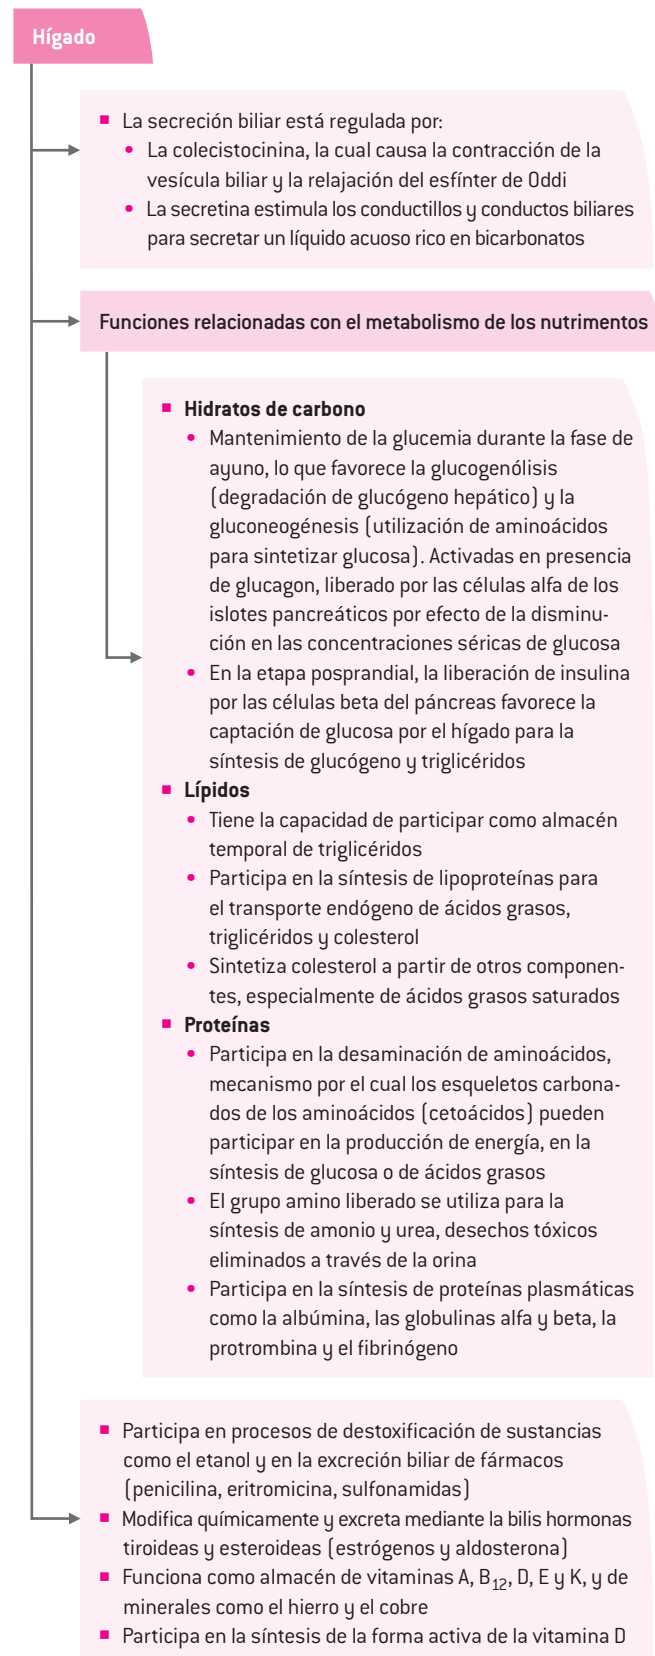 Hígado
■ La secreción biliar está regulada por:
• La colecistocinina, la cual causa la contracción de la
vesícula biliar y la relajación del esfínter de Oddi
• La secretina estimula los conductillos y conductos biliares
para secretar un líquido acuoso rico en bicarbonatos
Funciones relacionadas con el metabolismo de los nutrimentos
■ Hidratos de carbono
• Mantenimiento de la glucemia durante la fase de
ayuno, lo que favorece la glucogenólisis
(degradación de glucógeno hepático) y la
gluconeogénesis (utilización de aminoácidos
para sintetizar glucosa). Activadas en presencia
de glucagon, liberado por las células alfa de los
islotes pancreáticos por efecto de la disminu-
ción en las concentraciones séricas de glucosa
• En la etapa posprandial, la liberación de insulina
por las células beta del páncreas favorece la
captación de glucosa por el hígado para la
síntesis de glucógeno y triglicéridos
■ Lípidos
• Tiene la capacidad de participar como almacén
temporal de triglicéridos
• Participa en la síntesis de lipoproteínas para
el transporte endógeno de ácidos grasos,
triglicéridos y colesterol
• Sintetiza colesterol a partir de otros componen-
tes, especialmente de ácidos grasos saturados
■ Proteínas
• Participa en la desaminación de aminoácidos,
mecanismo por el cual los esqueletos carbona-
dos de los aminoácidos (cetoácidos) pueden
participar en la producción de energía, en la
síntesis de glucosa o de ácidos grasos
• El grupo amino liberado se utiliza para la
síntesis de amonio y urea, desechos tóxicos
eliminados a través de la orina
• Participa en la síntesis de proteínas plasmáticas
como la albúmina, las globulinas alfa y beta, la
protrombina y el fibrinógeno
■ Participa en procesos de destoxificación de sustancias
como el etanol y en la excreción biliar de fármacos
(penicilina, eritromicina, sulfonamidas)
■ Modifica químicamente y excreta mediante la bilis hormonas
tiroideas y esteroideas (estrógenos y aldosterona)
■ Funciona como almacén de vitaminas A, B₁₂, D, E y K, y de
minerales como el hierro y el cobre
■ Participa en la síntesis de la forma activa de la vitamina D